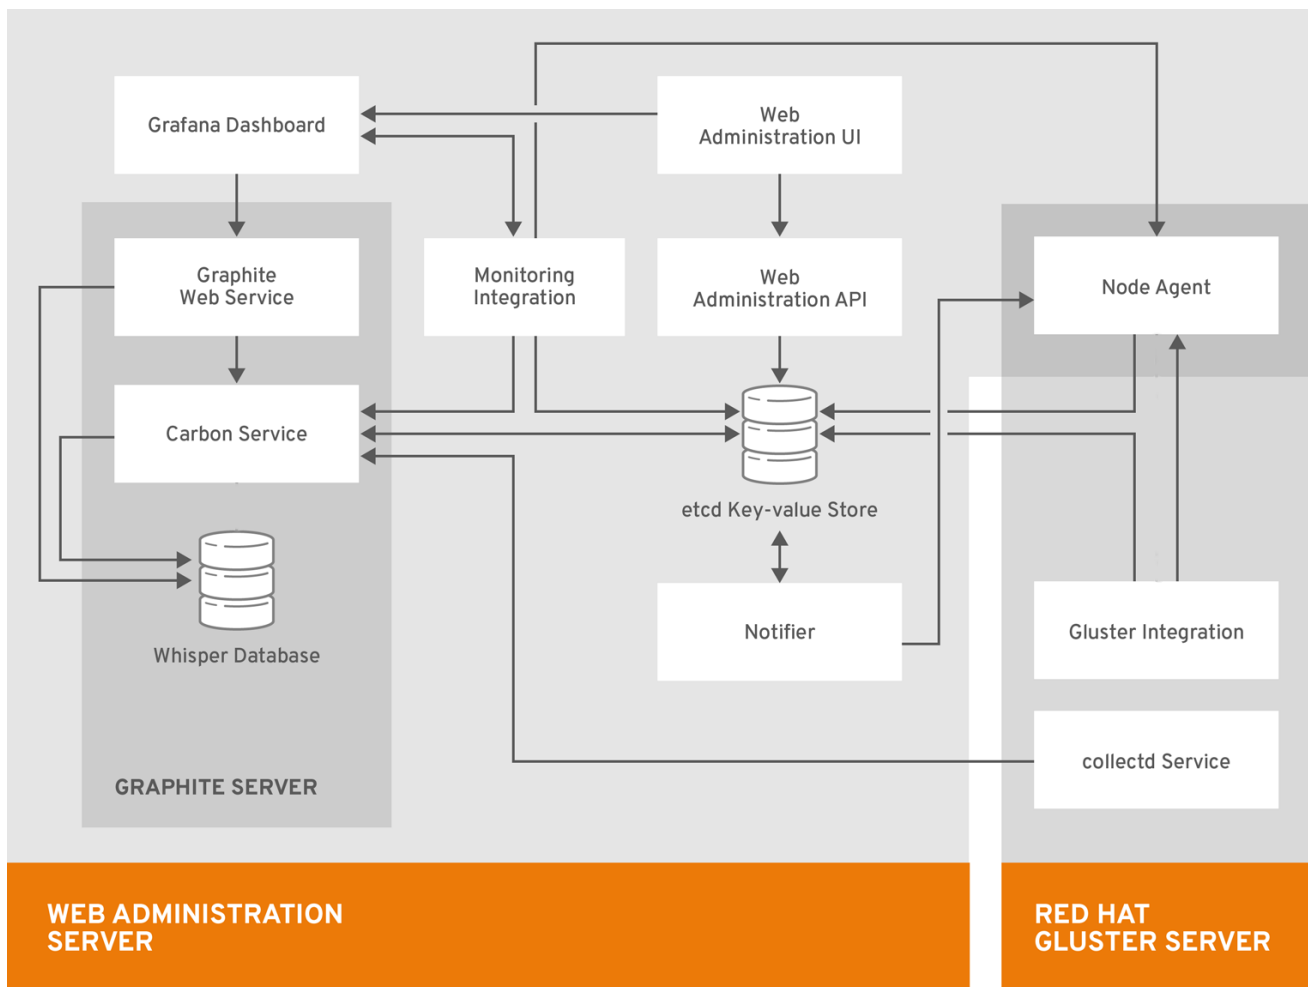 Grafana Dashboard
Web
Administration UI
Graphite
Web Service
Monitoring
Integration
Web
Administration API
Node Agent
Carbon Service
etcd Key-value Store
Whisper Database
Notifier
Gluster Integration
collectd Service
GRAPHITE SERVER
WEB ADMINISTRATION
SERVER
RED HAT
GLUSTER SERVER